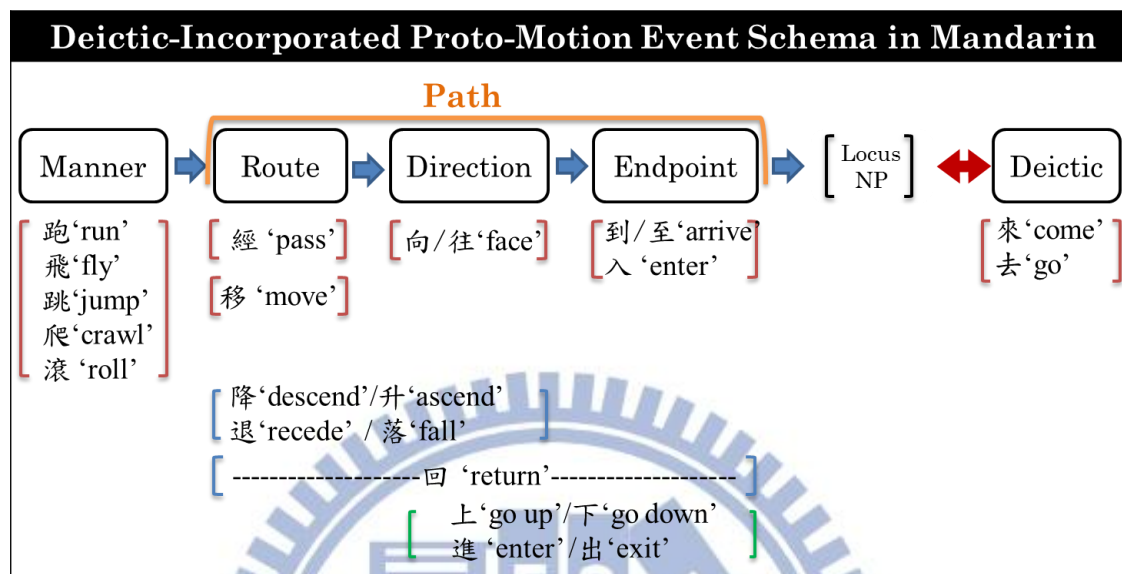 Deictic-Incorporated Proto-Motion Event Schema in Mandarin
Path
Manner
Route
Direction
Endpoint
Locus
NP
Deictic
跑‘run’
飛‘fly’
跳‘jump’
爬‘crawl’
滾 ‘roll’
經 ‘pass’
移 ‘move’
向/往‘face’
到/至‘arrive’
入 ‘enter’
來‘come’
去‘go’
降‘descend’/升‘ascend’
退‘recede’ / 落‘fall’
--------------------回 ‘return’--------------------
上‘go up’/下‘go down’
進 ‘enter’/出‘exit’